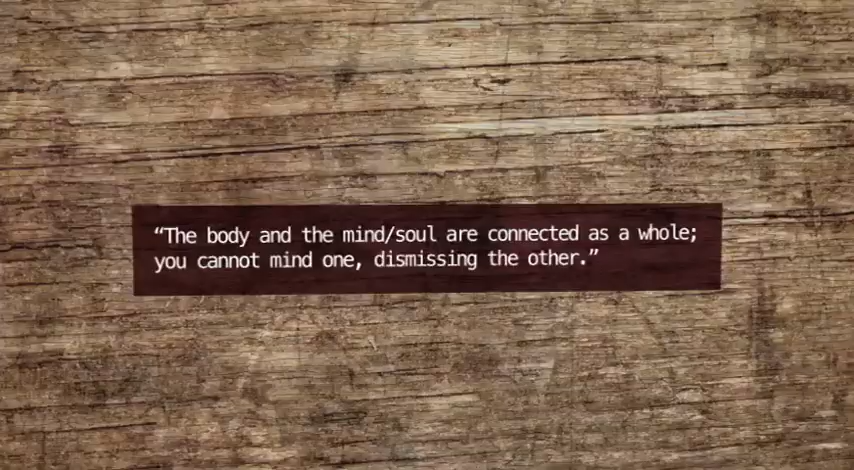 “The body and the mind/soul are connected as a whole;
you cannot mind one, dismissing the other.”